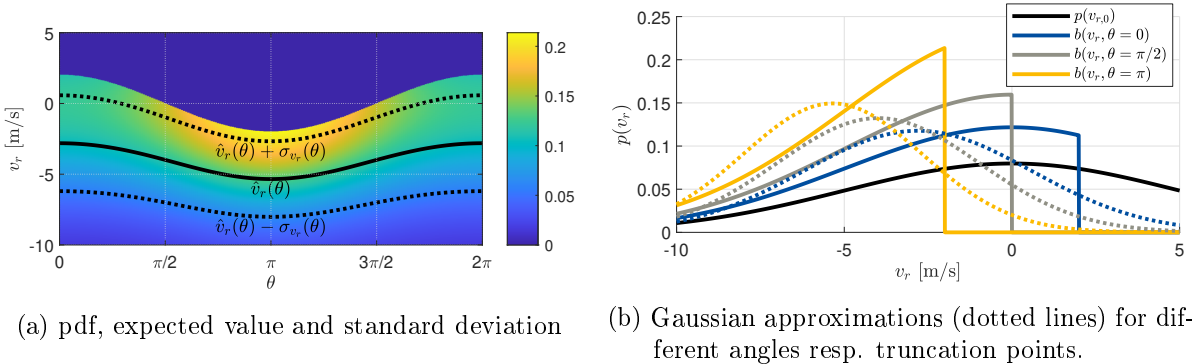 5
0
-5
-10
v_r [m/s]
0
π/2
π
3π/2
2π
θ
v̂_r(θ) + σ_{v_r}(θ)
v̂_r(θ)
v̂_r(θ) − σ_{v_r}(θ)
0.2
0.15
0.1
0.05
0
(a) pdf, expected value and standard deviation
0.25
0.2
0.15
0.1
0.05
0
p(v_r)
-10
-5
0
5
v_r [m/s]
p(v_{r,0})
b(v_r, θ = 0)
b(v_r, θ = π/2)
b(v_r, θ = π)
(b) Gaussian approximations (dotted lines) for dif-
ferent angles resp. truncation points.